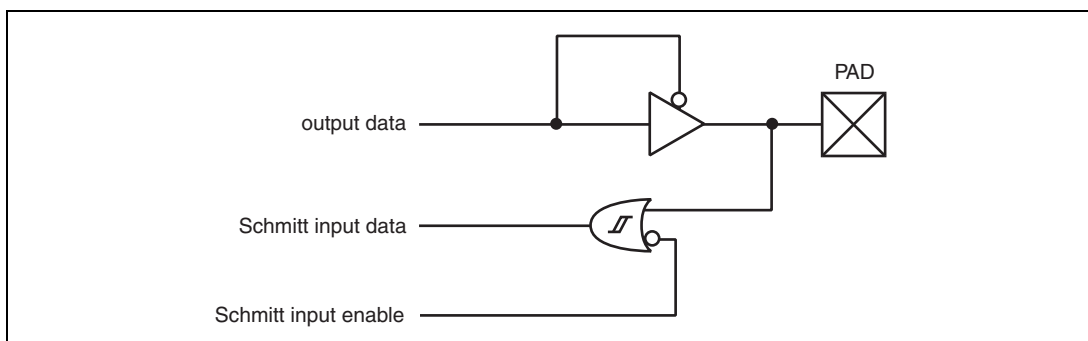 PAD
output data
Schmitt input data
Schmitt input enable